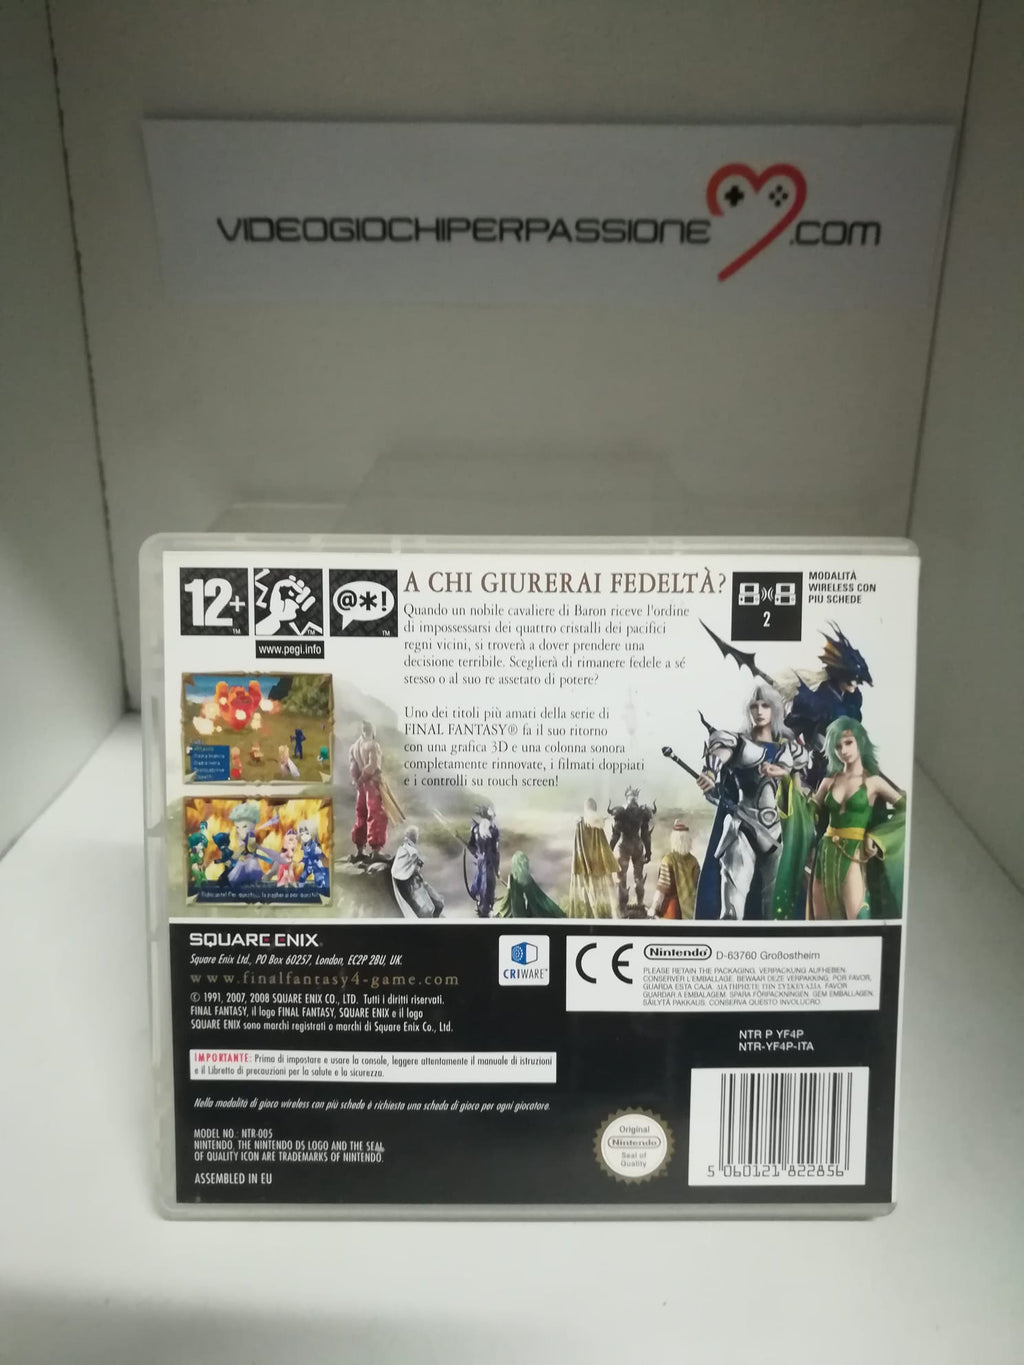 VIDEOGIOCHIPERPASSIONE.COM
12+
www.pegi.info
@*!
A CHI GIURERAI FEDELTÀ?
Quando un nobile cavaliere di Baron riceve l'ordine
di impossessarsi dei quattro cristalli dei pacifici
regni vicini, si troverà a dover prendere una
decisione terribile. Sceglierà di rimanere fedele a sé
stesso o al suo re assetato di potere?
Uno dei titoli più amati della serie di
FINAL FANTASY® fa il suo ritorno
con una grafica 3D e una colonna sonora
completamente rinnovate, i filmati doppiati
e i controlli su touch screen!
2
MODALITÀ
WIRELESS CON
PIÙ SCHEDE
SQUARE ENIX
Square Enix Ltd, PO Box 60257, London, EC2P 2BU, UK.
www.finalfantasy4-game.com
© 1991, 2007, 2008 SQUARE ENIX CO., LTD. Tutti i diritti riservati.
FINAL FANTASY, il logo FINAL FANTASY, SQUARE ENIX e il logo
SQUARE ENIX sono marchi registrati o marchi di Square Enix Co., Ltd.
CRIWARE™
CE
Nintendo D-63760 Großostheim
PLEASE RETAIN THE PACKAGING. VERPACKUNG AUFHEBEN.
CONSERVER L'EMBALLAGE. BEWAAR DEZE VERPAKKING. POR FAVOR,
GUARDA ESTA CAJA. ΔΙΑΤΗΡΕΙΤΕ ΤΗΝ ΣΥΣΚΕΥΑΣΙΑ. FAVOR
GUARDAR A EMBALAGEM. SPARA FÖRPACKNINGEN. GEM EMBALLAGEN.
SÄILYTÄ PAKKAUS. CONSERVA QUESTO INVOLUCRO.
NTR P YF4P
NTR-YF4P-ITA
IMPORTANTE: Prima di impostare e usare la console, leggere attentamente il manuale di istruzioni
e il Libretto di precauzioni per la salute e la sicurezza.
Nella modalità di gioco wireless con più schede è richiesta una scheda di gioco per ogni giocatore.
MODEL NO.: NTR-005
NINTENDO, THE NINTENDO DS LOGO AND THE SEAL
OF QUALITY ICON ARE TRADEMARKS OF NINTENDO.
ASSEMBLED IN EU
Original
Nintendo
Seal of
Quality
5 060121 822856